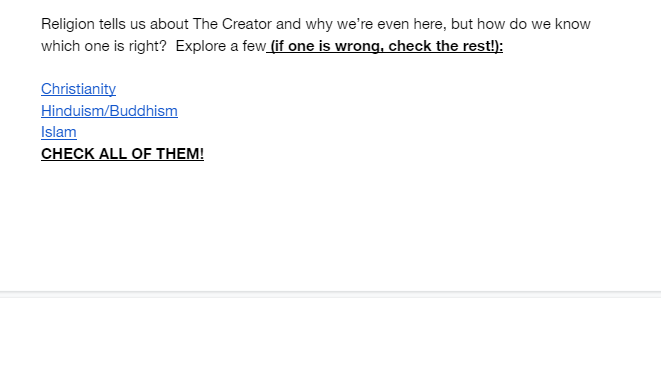 Religion tells us about The Creator and why we're even here, but how do we know
which one is right?  Explore a few (if one is wrong, check the rest!):
Christianity
Hinduism/Buddhism
Islam
CHECK ALL OF THEM!